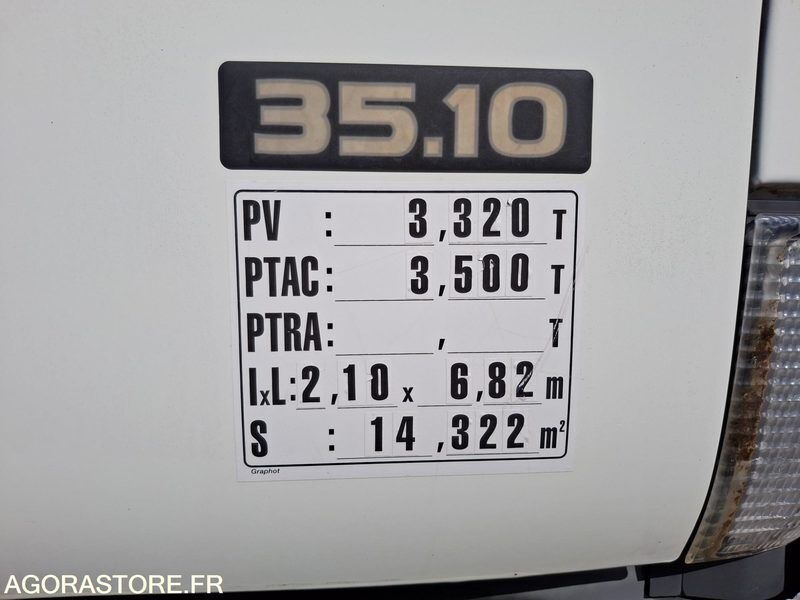 35.10
PV : 3,320 T
PTAC: 3,500 T
PTRA: , T
lxL: 2,10 x 6,82 m
S : 14,322 m²
Graphot
AGORASTORE.FR